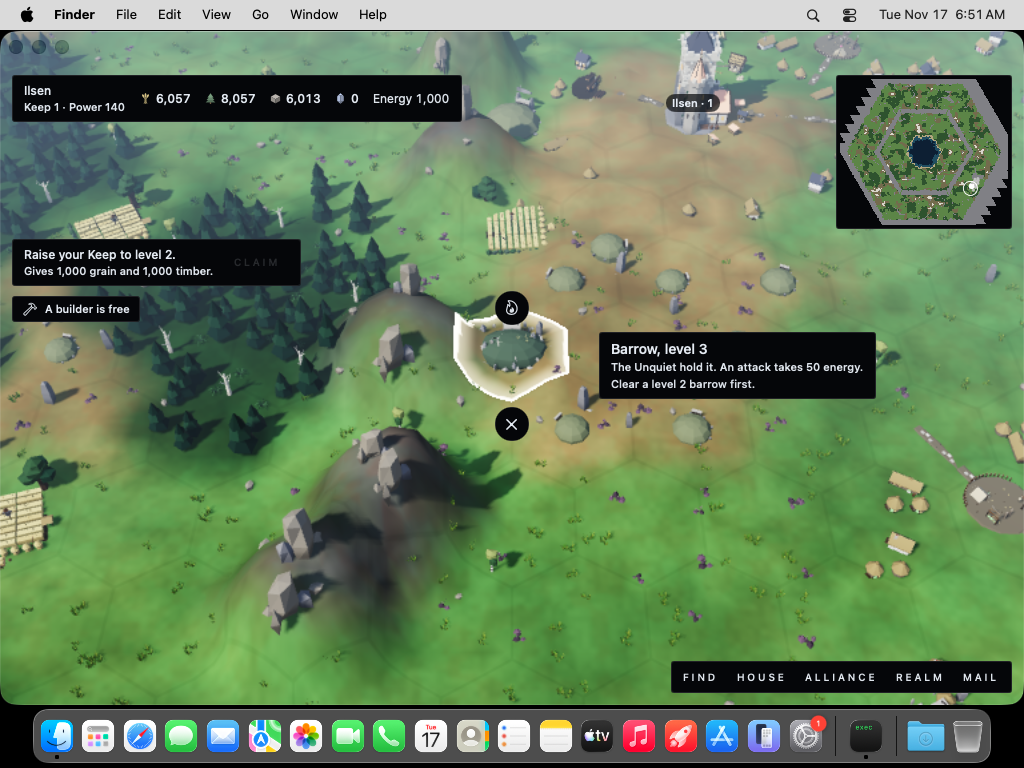 Finder File Edit View Go Window Help Tue Nov 17 6:51 AM
Ilsen
Keep 1 · Power 140
6,057 8,057 6,013 0 Energy 1,000
Ilsen · 1
Raise your Keep to level 2.
Gives 1,000 grain and 1,000 timber.
CLAIM
A builder is free
Barrow, level 3
The Unquiet hold it. An attack takes 50 energy.
Clear a level 2 barrow first.
FIND HOUSE ALLIANCE REALM MAIL
Tue
17
tv
1
exec